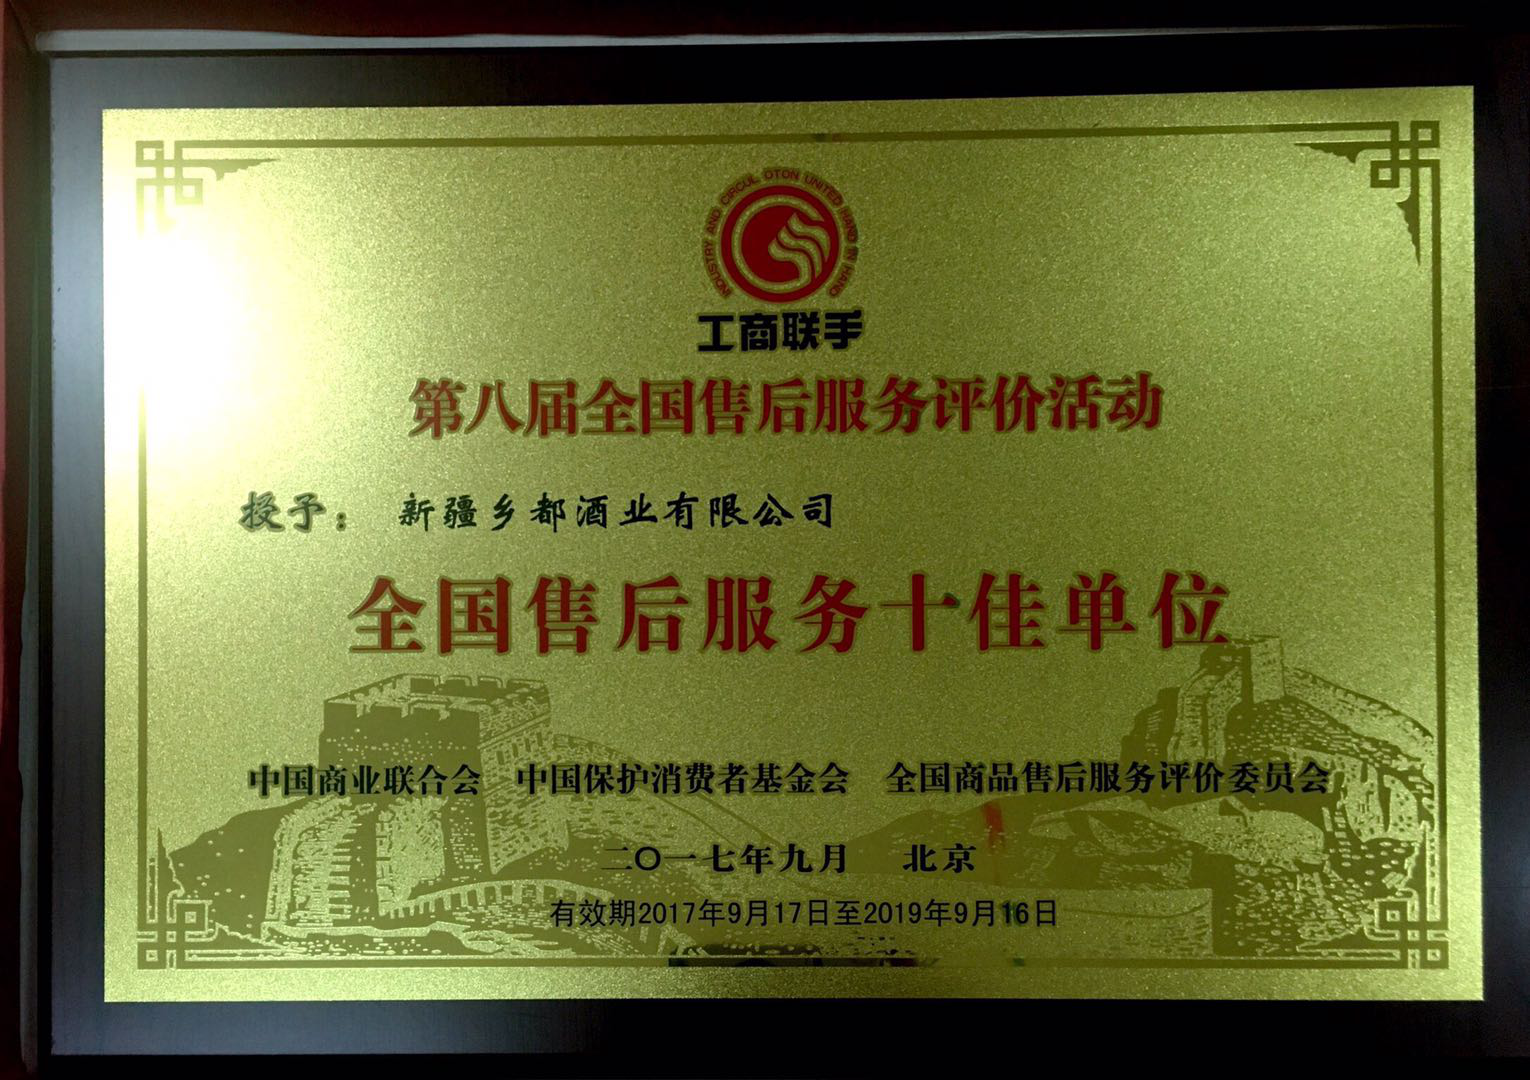 INDUSTRY AND CIRCUL OTON UNITED HAND IN HAND
工商联手
第八届全国售后服务评价活动
授予： 新疆乡都酒业有限公司
全国售后服务十佳单位
中国商业联合会 中国保护消费者基金会 全国商品售后服务评价委员会
二〇一七年九月 北京
有效期2017年9月17日至2019年9月16日